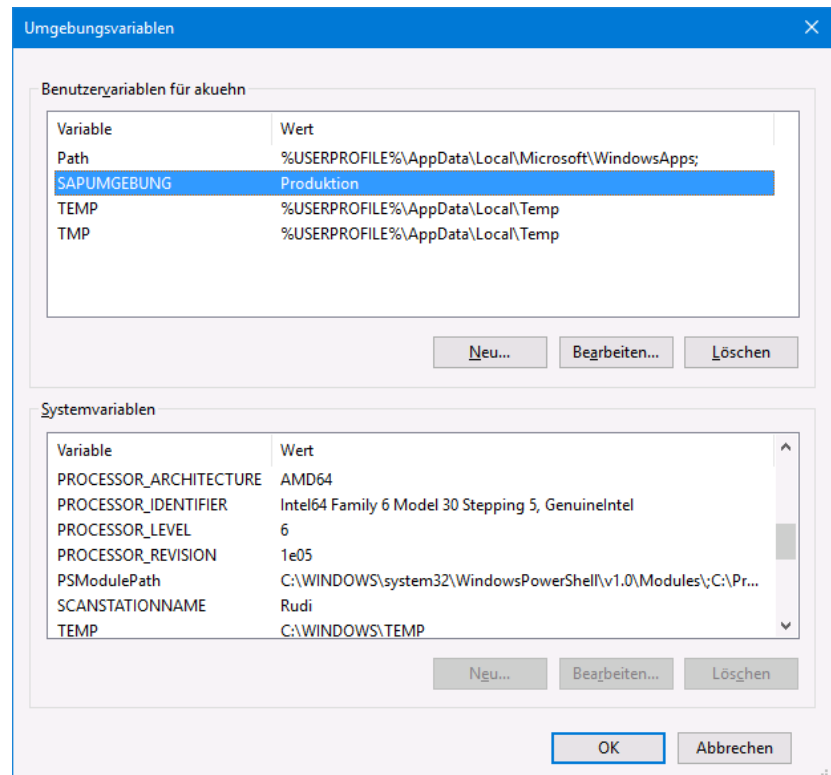 Umgebungsvariablen
Benutzervariablen für akuehn
Variable Wert
Path %USERPROFILE%\AppData\Local\Microsoft\WindowsApps;
SAPUMGEBUNG Produktion
TEMP %USERPROFILE%\AppData\Local\Temp
TMP %USERPROFILE%\AppData\Local\Temp
Neu... Bearbeiten... Löschen
Systemvariablen
Variable Wert
PROCESSOR_ARCHITECTURE AMD64
PROCESSOR_IDENTIFIER Intel64 Family 6 Model 30 Stepping 5, GenuineIntel
PROCESSOR_LEVEL 6
PROCESSOR_REVISION 1e05
PSModulePath C:\WINDOWS\system32\WindowsPowerShell\v1.0\Modules\;C:\Pr...
SCANSTATIONNAME Rudi
TEMP C:\WINDOWS\TEMP
Neu... Bearbeiten... Löschen
OK Abbrechen